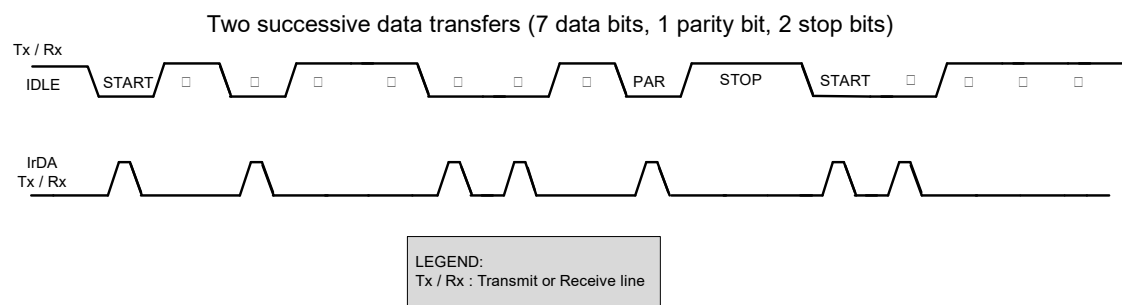 Two successive data transfers (7 data bits, 1 parity bit, 2 stop bits)
Tx / Rx
IDLE START □ □ □ □ □ □ □ PAR STOP START □ □ □ □
IrDA
Tx / Rx
LEGEND:
Tx / Rx : Transmit or Receive line